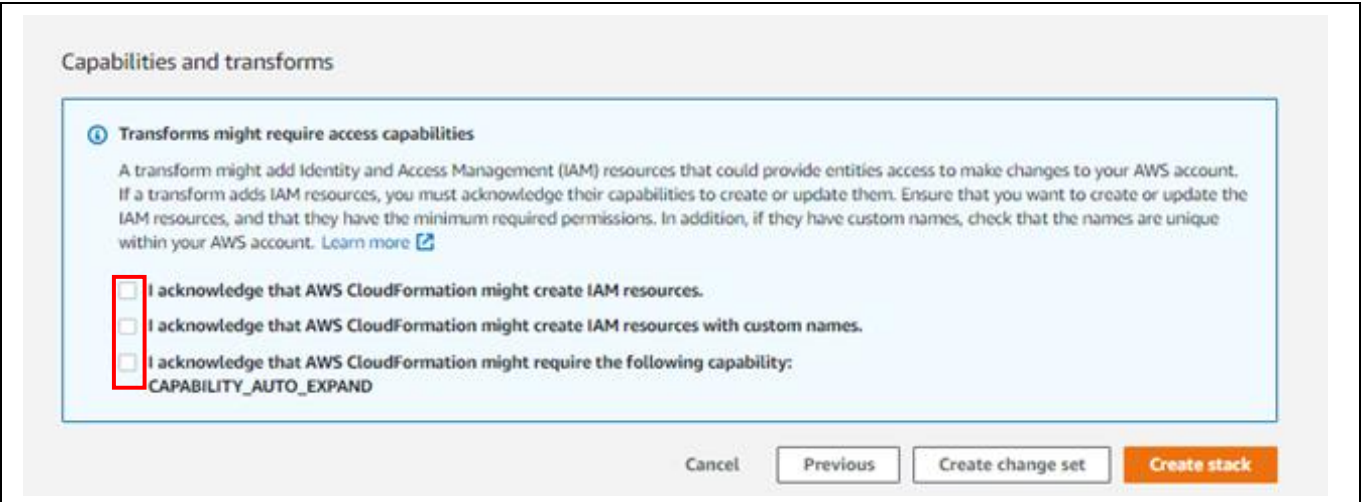 Capabilities and transforms
Transforms might require access capabilities
A transform might add Identity and Access Management (IAM) resources that could provide entities access to make changes to your AWS account.
If a transform adds IAM resources, you must acknowledge their capabilities to create or update them. Ensure that you want to create or update the
IAM resources, and that they have the minimum required permissions. In addition, if they have custom names, check that the names are unique
within your AWS account. Learn more
I acknowledge that AWS CloudFormation might create IAM resources.
I acknowledge that AWS CloudFormation might create IAM resources with custom names.
I acknowledge that AWS CloudFormation might require the following capability:
CAPABILITY_AUTO_EXPAND
Cancel Previous Create change set Create stack